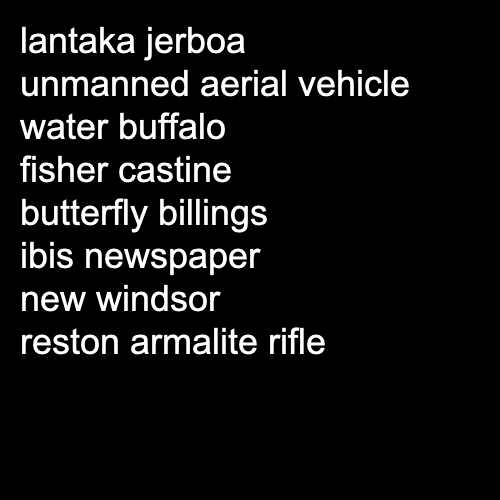 lantaka jerboa
unmanned aerial vehicle
water buffalo
fisher castine
butterfly billings
ibis newspaper
new windsor
reston armalite rifle